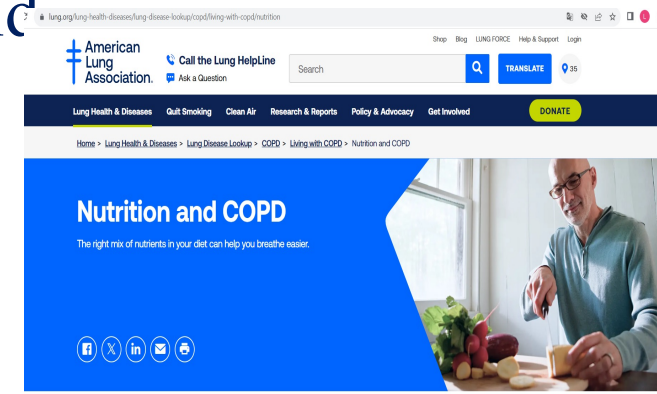 lung.org/lung-health-diseases/lung-disease-lookup/copd/living-with-copd/nutrition
L
Shop Blog LUNG FORCE Help & Support Login
American
Lung
Association.
Call the Lung HelpLine
Ask a Question
Search
TRANSLATE
35
Lung Health & Diseases Quit Smoking Clean Air Research & Reports Policy & Advocacy Get Involved
DONATE
Home > Lung Health & Diseases > Lung Disease Lookup > COPD > Living with COPD > Nutrition and COPD
Nutrition and COPD
The right mix of nutrients in your diet can help you breathe easier.